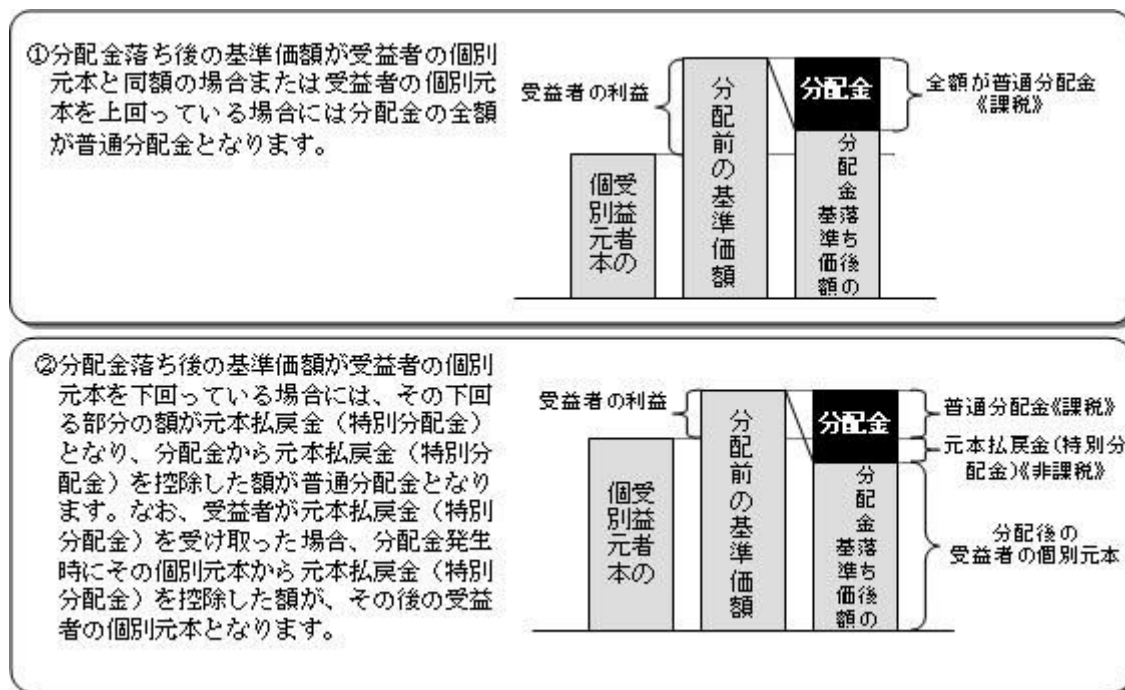 ①分配金落ち後の基準価額が受益者の個別
元本と同額の場合または受益者の個別元
本を上回っている場合には分配金の全額
が普通分配金となります。
受益者の利益
受益者の
個別元本
分配前の基準価額
分配金
分配金落ち後の
基準価額
全額が普通分配金
《課税》
②分配金落ち後の基準価額が受益者の個別
元本を下回っている場合には、その下回
る部分の額が元本払戻金（特別分配金）
となり、分配金から元本払戻金（特別分
配金）を控除した額が普通分配金となり
ます。なお、受益者が元本払戻金（特別
分配金）を受け取った場合、分配金発生
時にその個別元本から元本払戻金（特別
分配金）を控除した額が、その後の受益
者の個別元本となります。
受益者の利益
受益者の
個別元本
分配前の基準価額
分配金
分配金落ち後の
基準価額
普通分配金《課税》
元本払戻金(特別分
配金)《非課税》
分配後の
受益者の個別元本